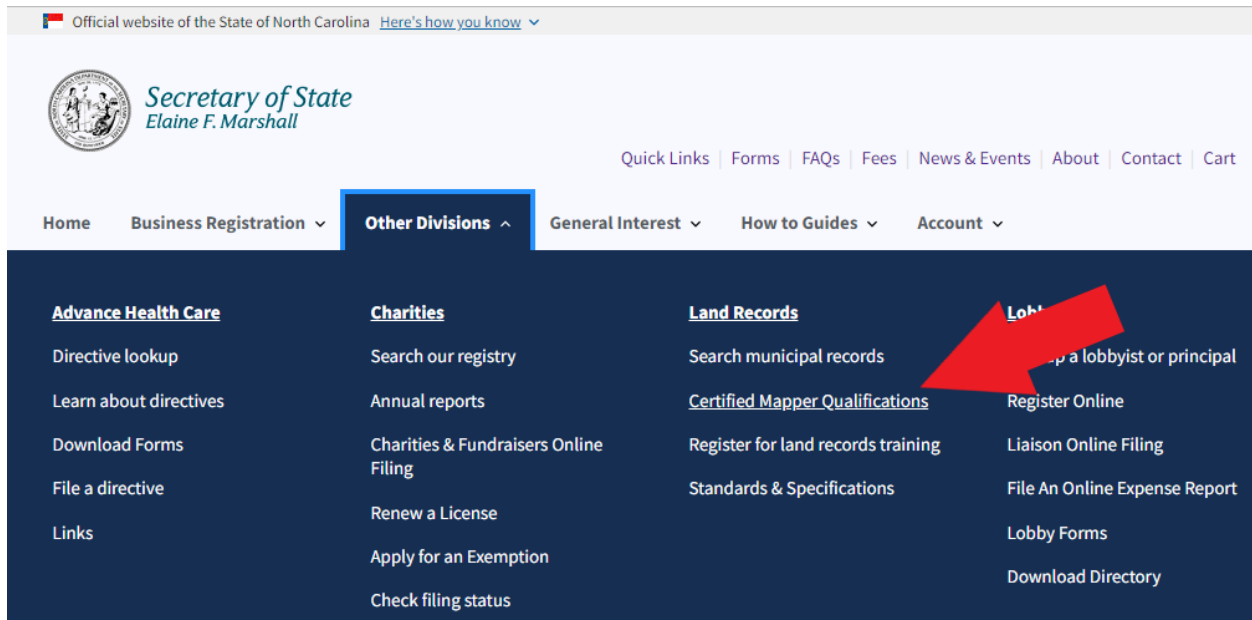 Official website of the State of North Carolina Here's how you know
Secretary of State
Elaine F. Marshall
Quick Links Forms FAQs Fees News & Events About Contact Cart
Home Business Registration Other Divisions General Interest How to Guides Account
Advance Health Care
Directive lookup
Learn about directives
Download Forms
File a directive
Links
Charities
Search our registry
Annual reports
Charities & Fundraisers Online
Filing
Renew a License
Apply for an Exemption
Check filing status
Land Records
Search municipal records
Certified Mapper Qualifications
Register for land records training
Standards & Specifications
a lobbyist or principal
Register Online
Liaison Online Filing
File An Online Expense Report
Lobby Forms
Download Directory